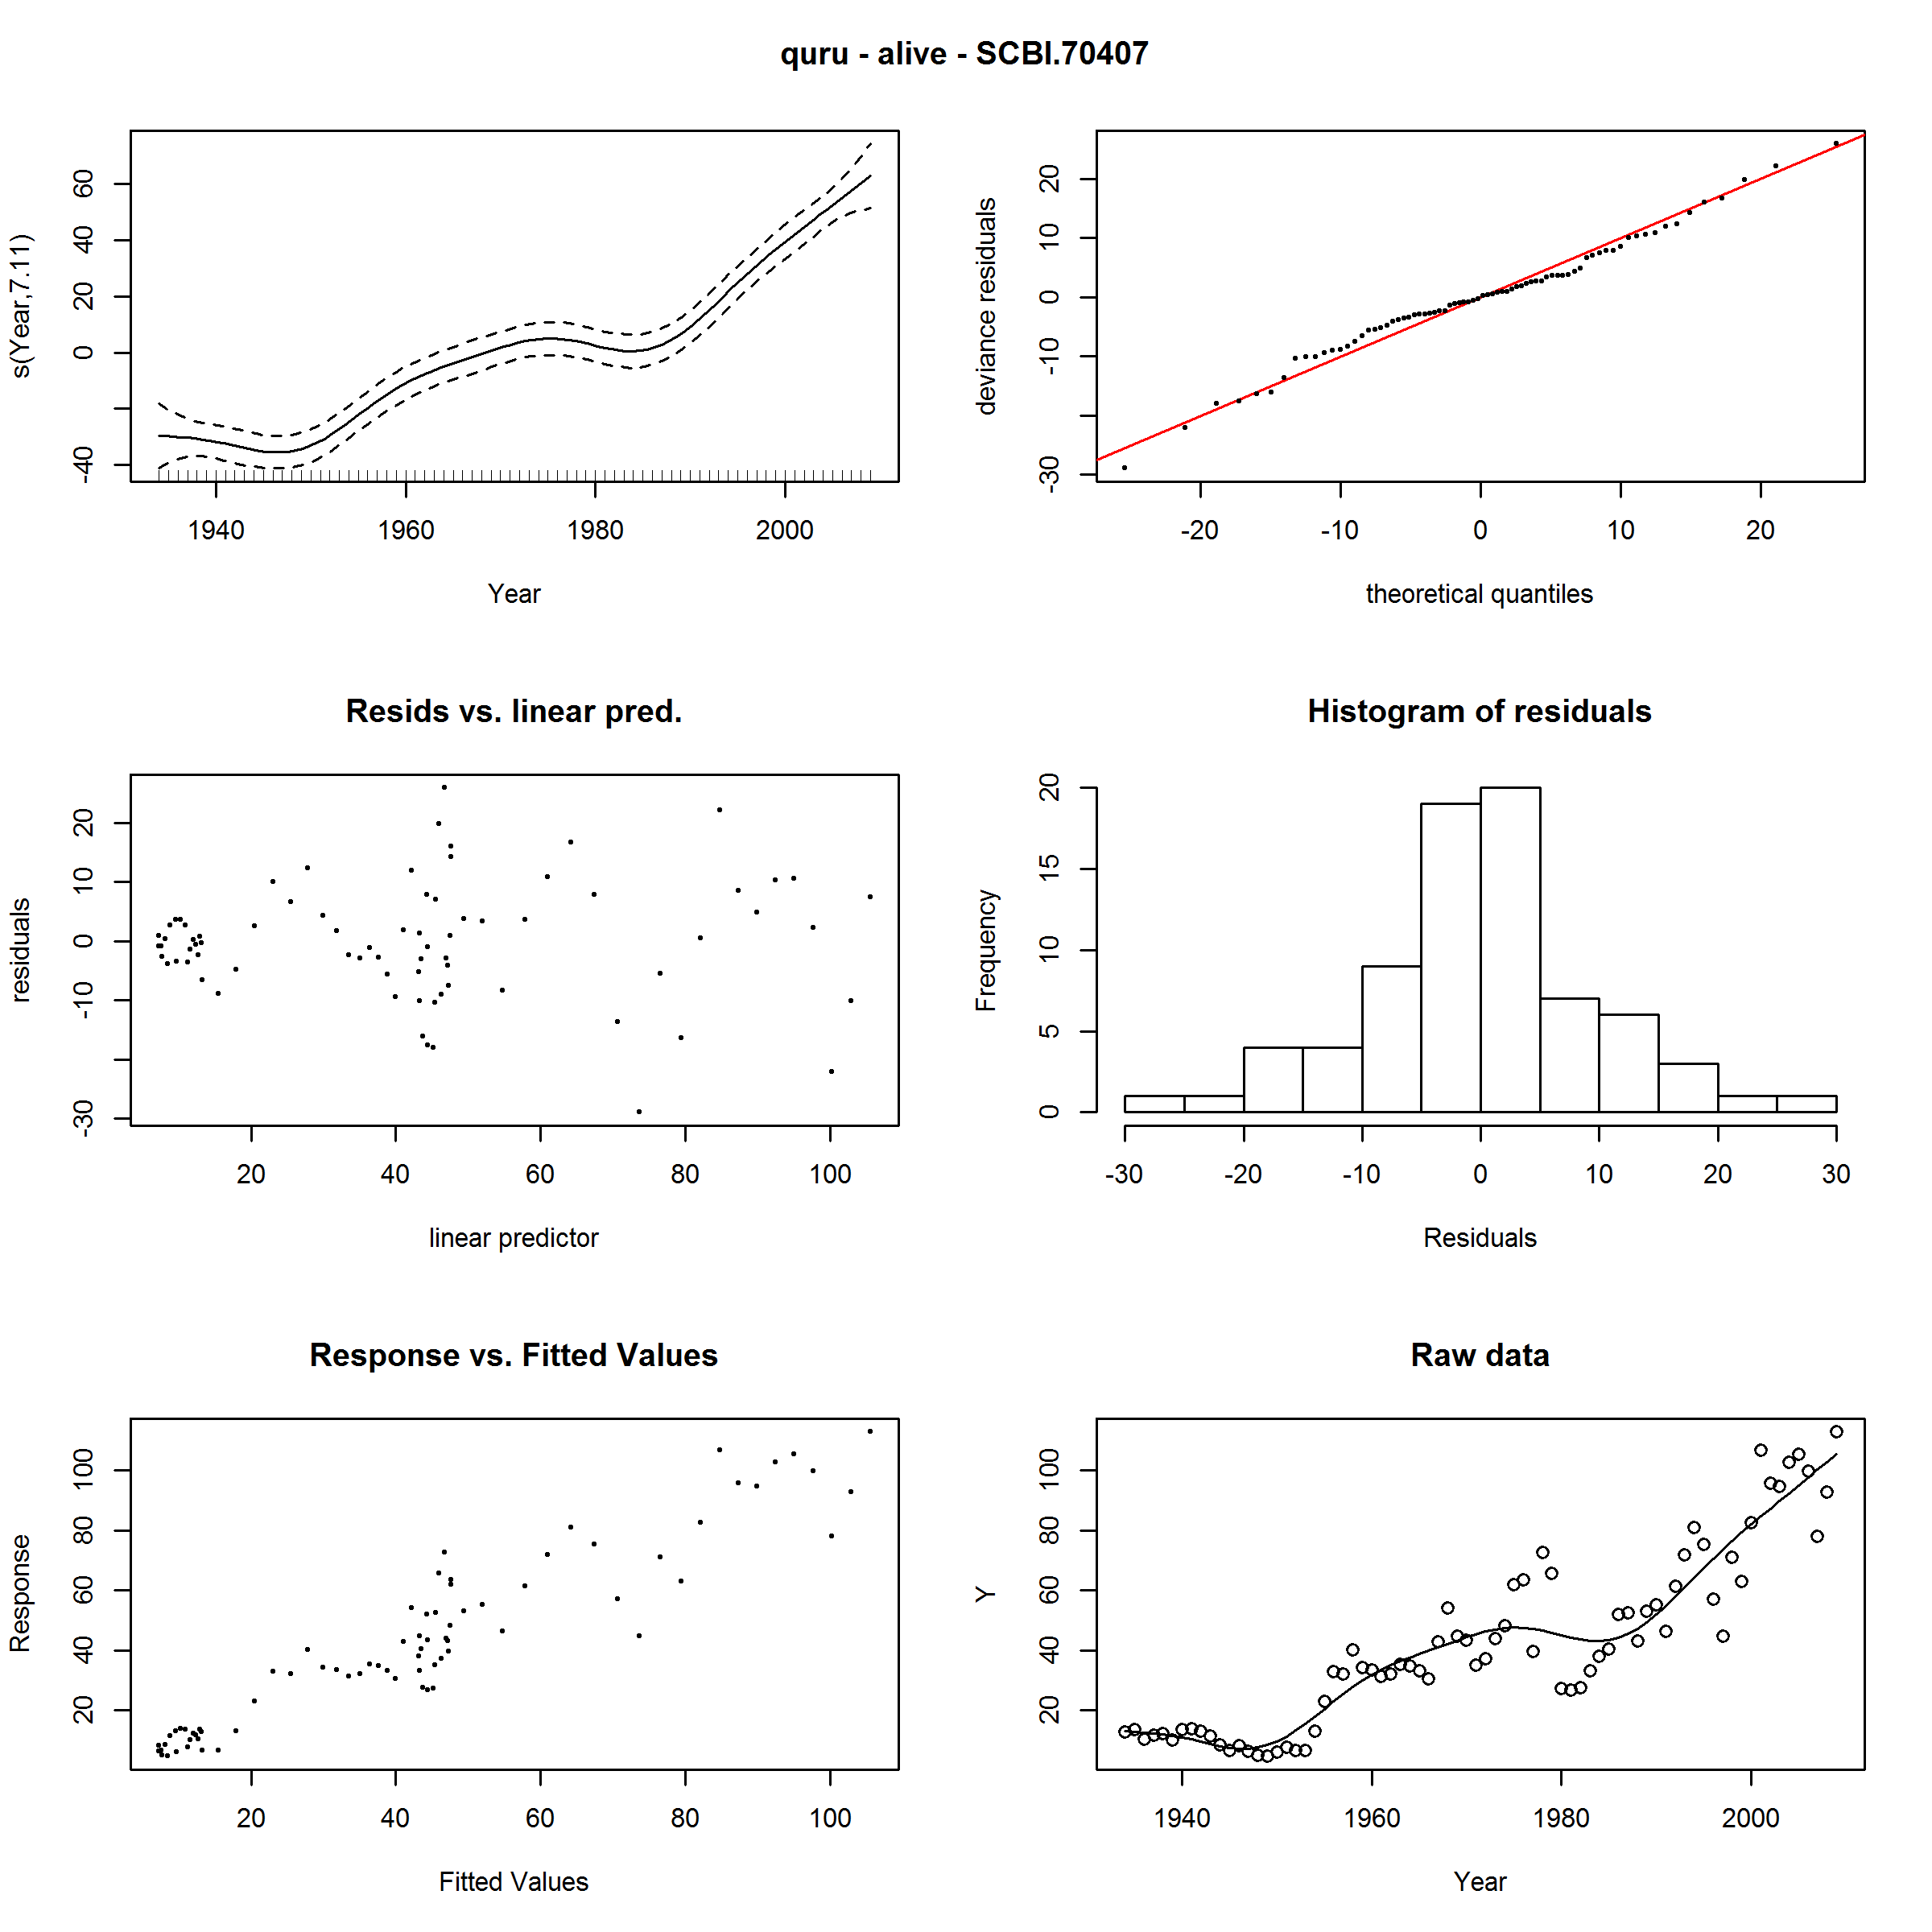 quru - alive - SCBI.70407
s(Year,7.11)
-40 0 20 40 60
1940 1960 1980 2000
Year
deviance residuals
-30 -10 0 10 20
-20 -10 0 10 20
theoretical quantiles
Resids vs. linear pred.
residuals
-30 -10 0 10 20
20 40 60 80 100
linear predictor
Histogram of residuals
Frequency
0 5 10 15 20
-30 -20 -10 0 10 20 30
Residuals
Response vs. Fitted Values
Response
20 40 60 80 100
20 40 60 80 100
Fitted Values
Raw data
Y
20 40 60 80 100
1940 1960 1980 2000
Year